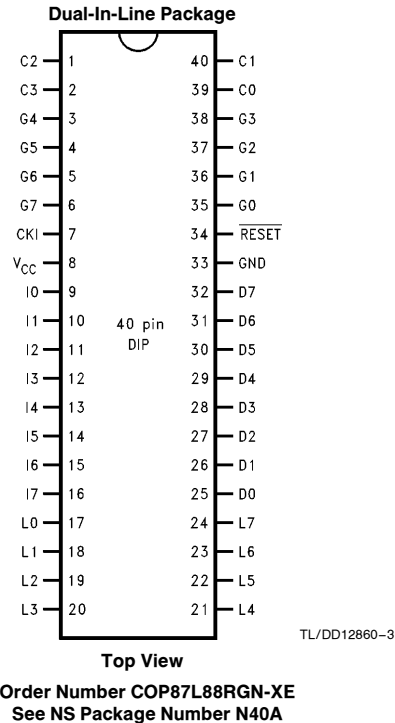 Dual-In-Line Package
C2 1 40 C1
C3 2 39 C0
G4 3 38 G3
G5 4 37 G2
G6 5 36 G1
G7 6 35 G0
CKI 7 34 RESET
VCC 8 33 GND
I0 9 32 D7
I1 10 31 D6
40 pin
I2 11 30 D5
DIP
I3 12 29 D4
I4 13 28 D3
I5 14 27 D2
I6 15 26 D1
I7 16 25 D0
L0 17 24 L7
L1 18 23 L6
L2 19 22 L5
L3 20 21 L4
TL/DD12860–3
Top View
Order Number COP87L88RGN-XE
See NS Package Number N40A